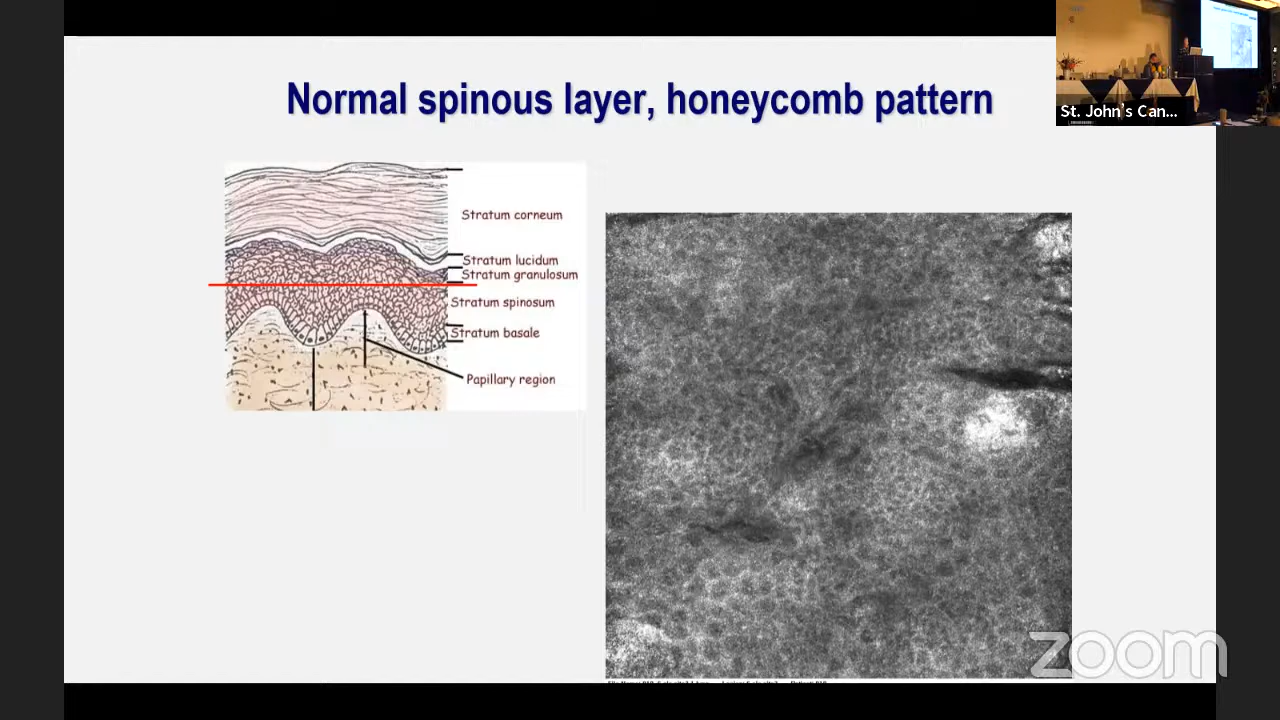 Normal spinous layer, honeycomb pattern
St. John's Can...
Stratum corneum
Stratum lucidum
Stratum granulosum
Stratum spinosum
Stratum basale
Papillary region
zoom